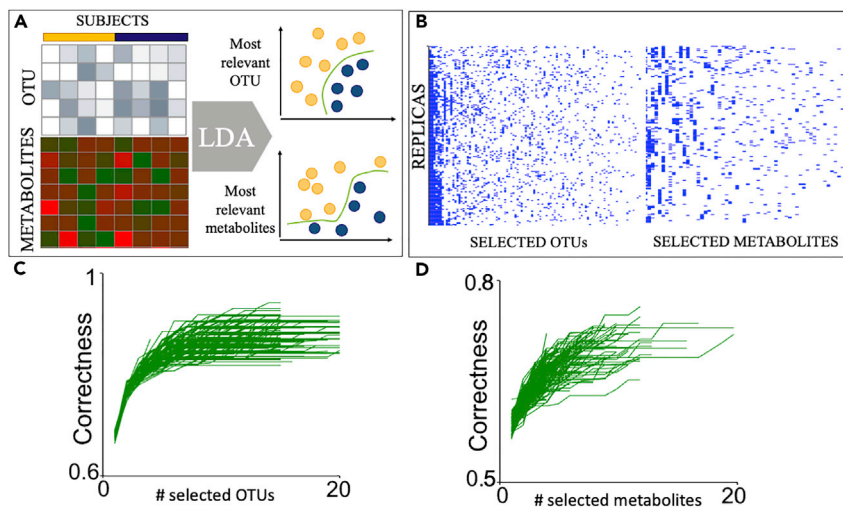 A
SUBJECTS
OTU
METABOLITES
LDA
Most
relevant
OTU
Most
relevant
metabolites
B
REPLICAS
SELECTED OTUs
SELECTED METABOLITES
C
1
Correctness
0.6
0
# selected OTUs
20
D
0.8
Correctness
0.5
0
# selected metabolites
20